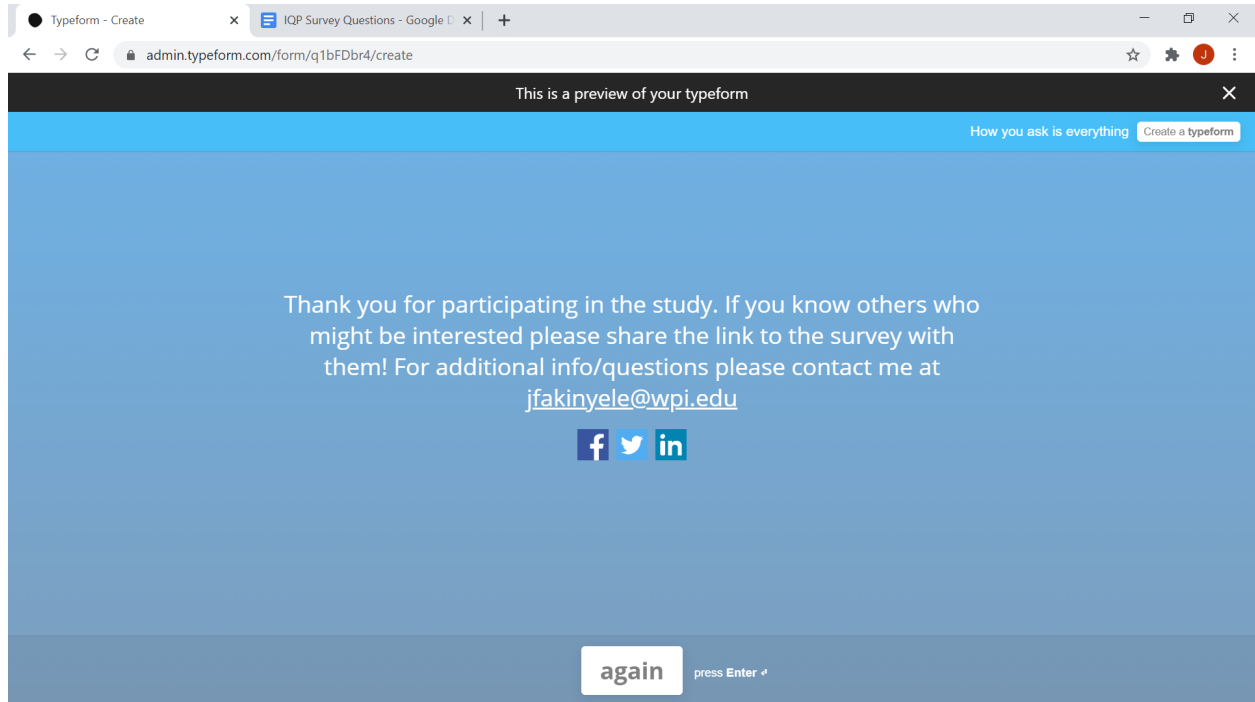 Typeform - Create
IQP Survey Questions - Google D
admin.typeform.com/form/q1bFDbr4/create
J
This is a preview of your typeform
How you ask is everything Create a typeform
Thank you for participating in the study. If you know others who
might be interested please share the link to the survey with
them! For additional info/questions please contact me at
jfakinyele@wpi.edu
f in
again press Enter